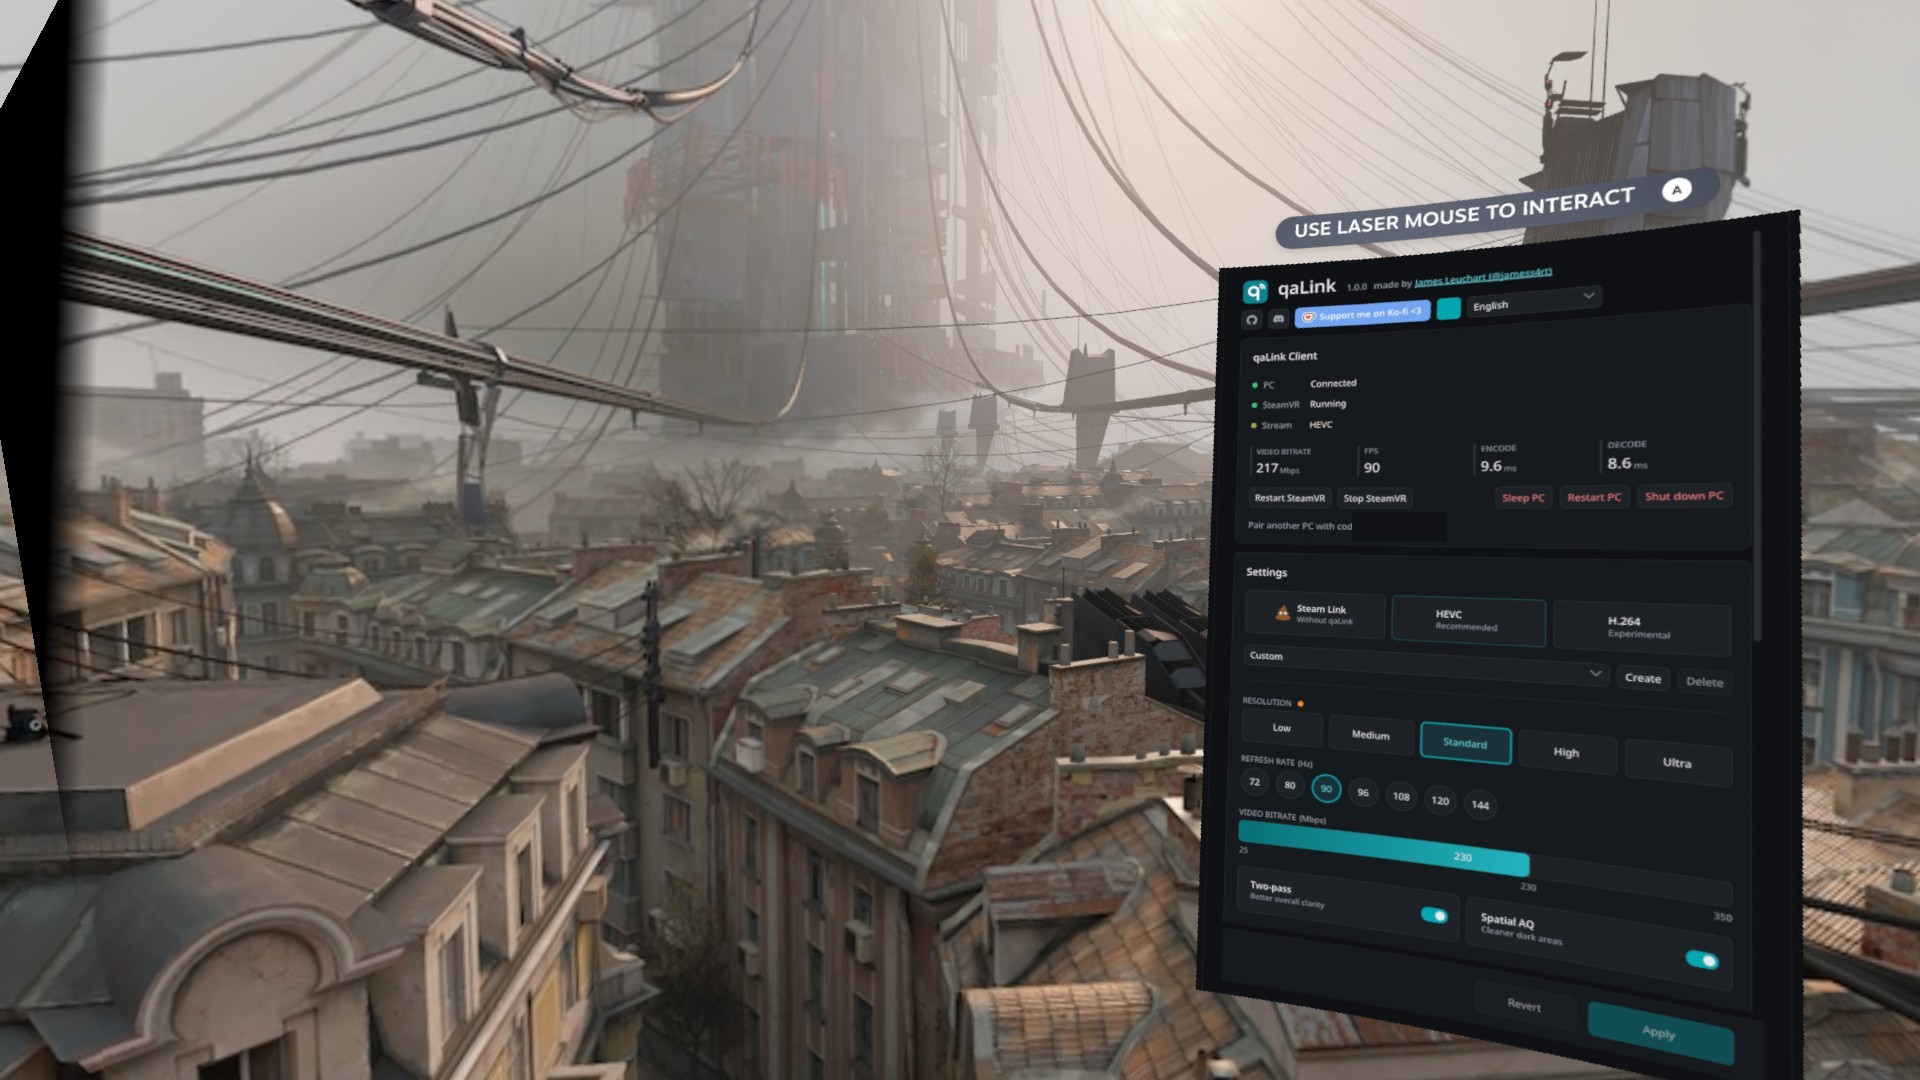 USE LASER MOUSE TO INTERACT A
qaLink 1.0.0 made by James Leuchart (@jamess4rt)
Support me on Ko-fi <3 English
qaLink Client
PC Connected
SteamVR Running
Stream HEVC
VIDEO BITRATE FPS ENCODE DECODE
217 Mbps 90 9.6 ms 8.6 ms
Restart SteamVR Stop SteamVR Sleep PC Restart PC Shut down PC
Pair another PC with cod
Settings
Steam Link HEVC H.264
Without qaLink Recommended Experimental
Custom Create Delete
RESOLUTION
Low Medium Standard High Ultra
REFRESH RATE (Hz)
72 80 90 96 108 120 144
VIDEO BITRATE (Mbps)
230
25 230 350
Two-pass Spatial AQ
Better overall clarity Cleaner dark areas
Revert Apply